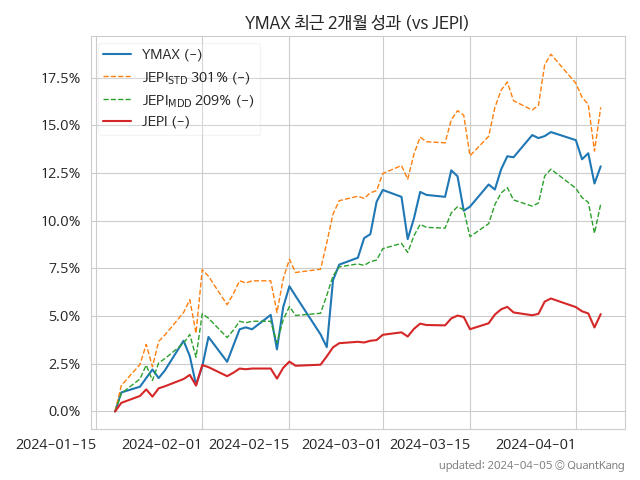 YMAX 최근 2개월 성과 (vs JEPI)
YMAX (-)
JEPI_STD 301% (-)
JEPI_MDD 209% (-)
JEPI (-)
17.5%
15.0%
12.5%
10.0%
7.5%
5.0%
2.5%
0.0%
2024-01-15 2024-02-01 2024-02-15 2024-03-01 2024-03-15 2024-04-01
updated: 2024-04-05 © QuantKang